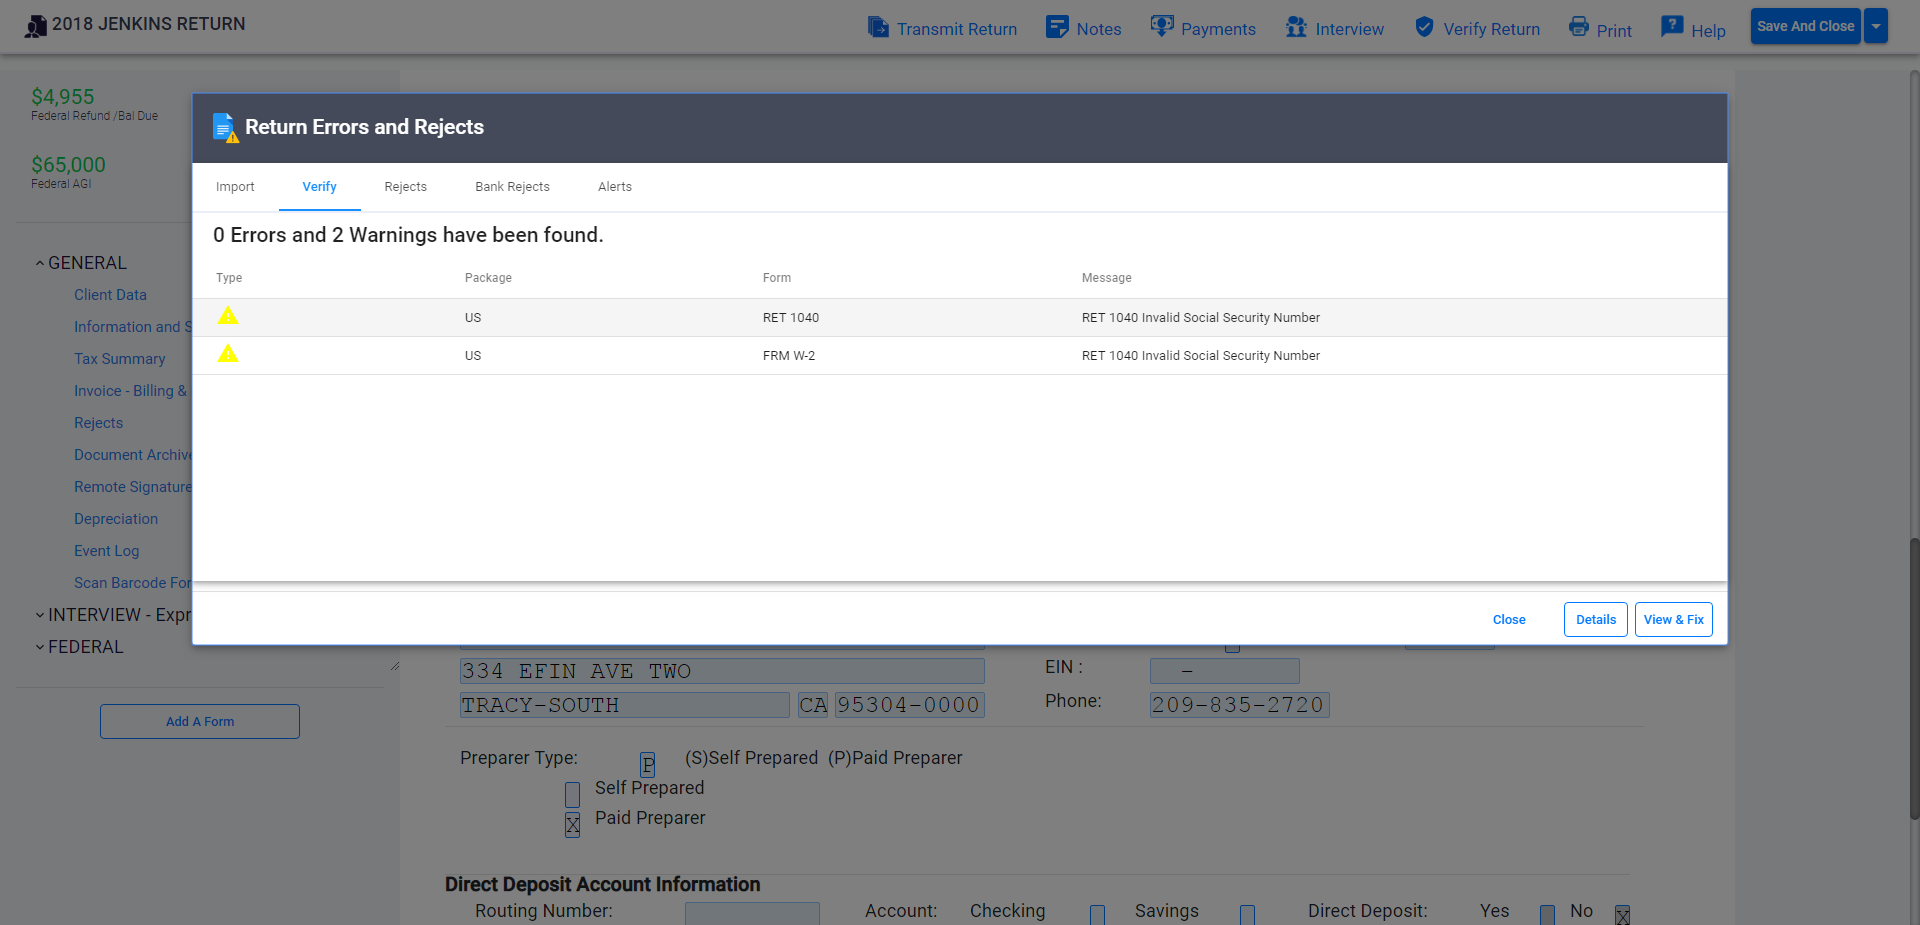 2018 JENKINS RETURN
Transmit Return
Notes
Payments
Interview
Verify Return
Print
Help
Save And Close
$4,955
Federal Refund /Bal Due
$65,000
Federal AGI
GENERAL
Client Data
Information and S
Tax Summary
Invoice - Billing &
Rejects
Document Archive
Remote Signature
Depreciation
Event Log
Scan Barcode For
INTERVIEW - Expr
FEDERAL
Add A Form
Return Errors and Rejects
Import Verify Rejects Bank Rejects Alerts
0 Errors and 2 Warnings have been found.
Type Package Form Message
US RET 1040 RET 1040 Invalid Social Security Number
US FRM W-2 RET 1040 Invalid Social Security Number
Close Details View & Fix
334 EFIN AVE TWO EIN : -
TRACY-SOUTH CA 95304-0000 Phone: 209-835-2720
Preparer Type: P (S)Self Prepared (P)Paid Preparer
Self Prepared
X Paid Preparer
Direct Deposit Account Information
Routing Number: Account: Checking Savings Direct Deposit: Yes No X